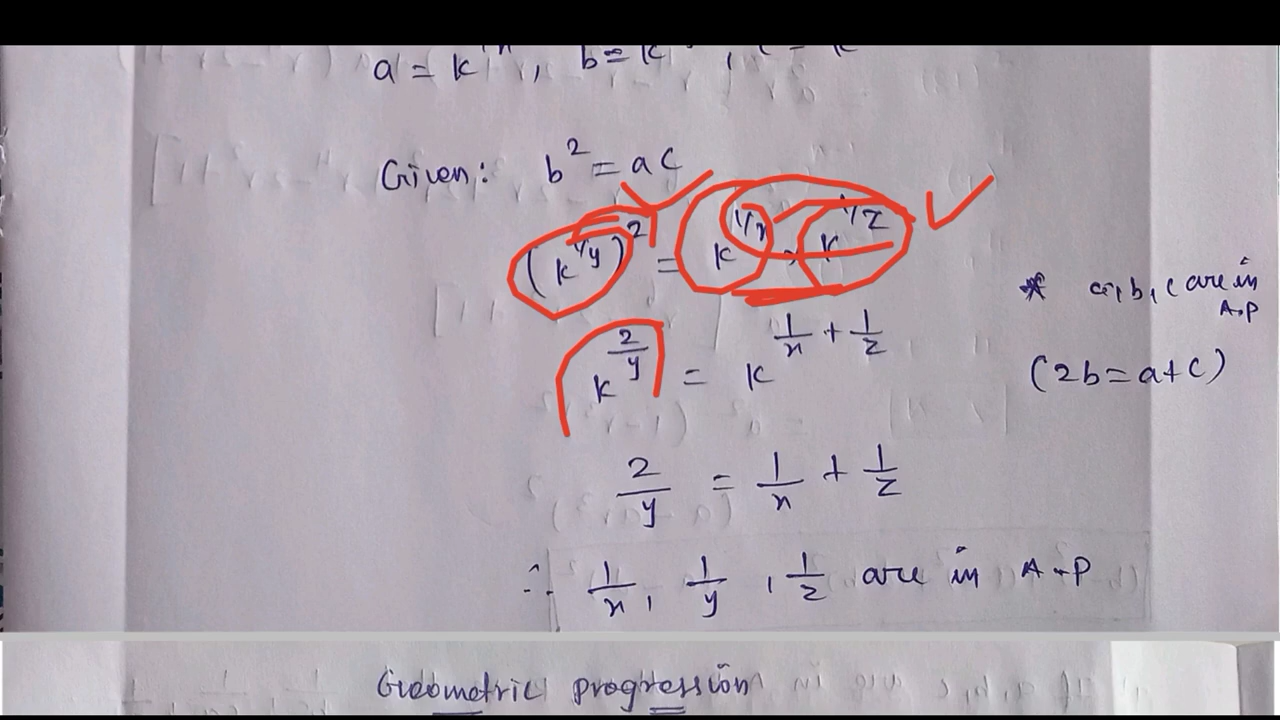 a = k , b = k , c = k
Given: b² = ac
(k^1/y)² = k^1/x × k^1/z
k^2/y = k^1/x + 1/z
* a, b, c are in
A.P
(2b = a + c)
2/y = 1/x + 1/z
∴ 1/x, 1/y, 1/z are in A.P
Geometric progression